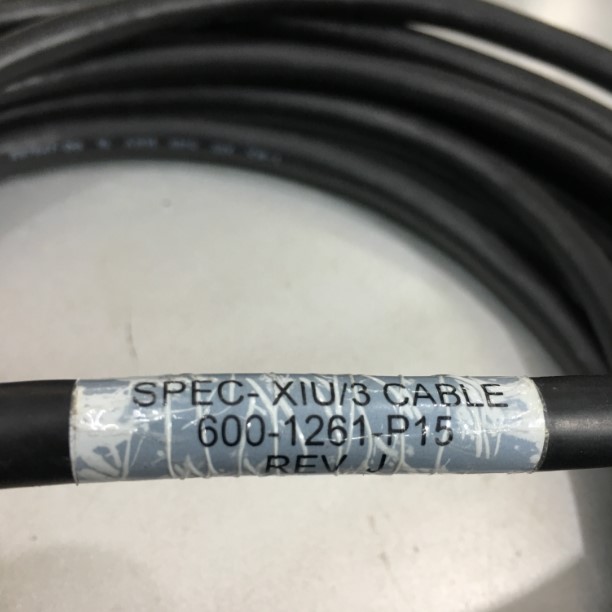 SPEC- XIU/3 CABLE
600-1261-P15
REV J